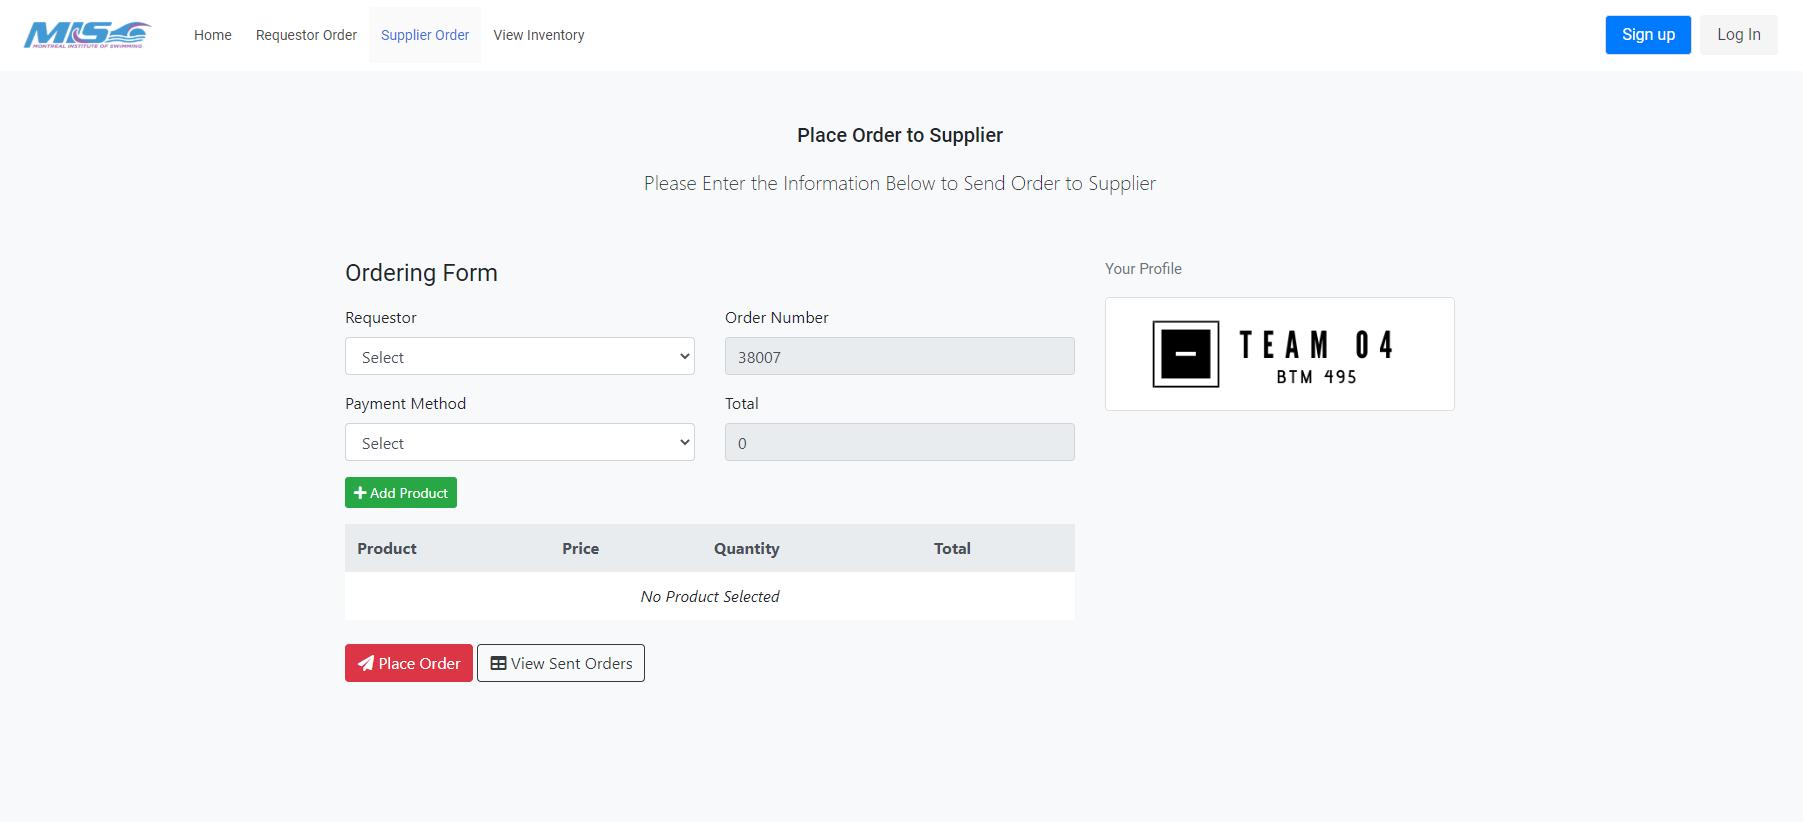 MIS
MONTREAL INSTITUTE OF SWIMMING
Home
Requestor Order
Supplier Order
View Inventory
Sign up
Log In
Place Order to Supplier
Please Enter the Information Below to Send Order to Supplier
Ordering Form
Your Profile
Requestor
Order Number
Select
38007
TEAM 04
BTM 495
Payment Method
Total
Select
0
Add Product
Product Price Quantity Total
No Product Selected
Place Order
View Sent Orders